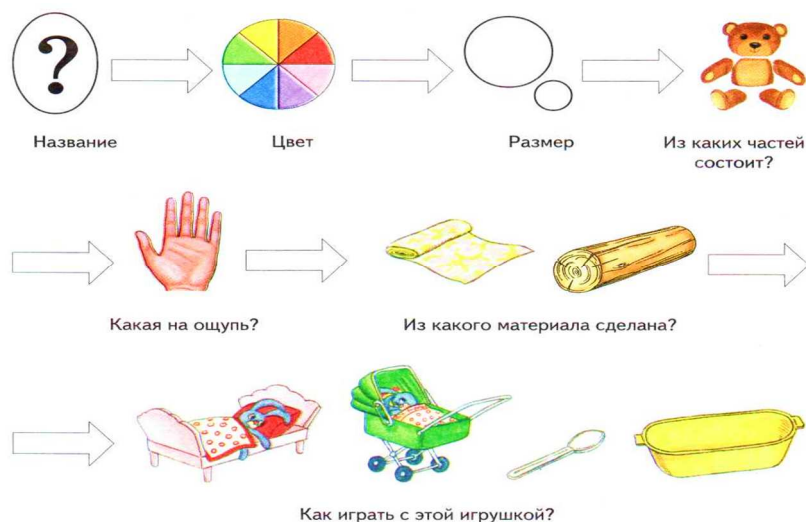 ?
Название
Цвет
Размер
Из каких частей
состоит?
Какая на ощупь?
Из какого материала сделана?
Как играть с этой игрушкой?